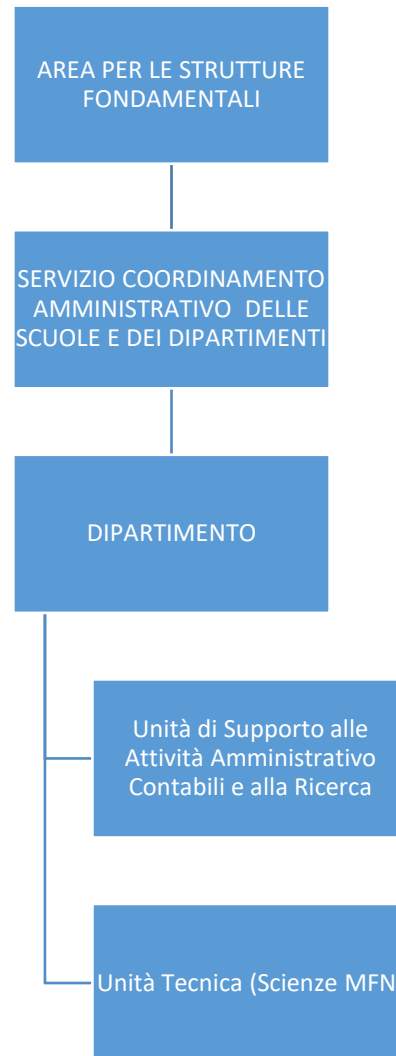 AREA PER LE STRUTTURE
FONDAMENTALI
SERVIZIO COORDINAMENTO
AMMINISTRATIVO DELLE
SCUOLE E DEI DIPARTIMENTI
DIPARTIMENTO
Unità di Supporto alle
Attività Amministrativo
Contabili e alla Ricerca
Unità Tecnica (Scienze MFN